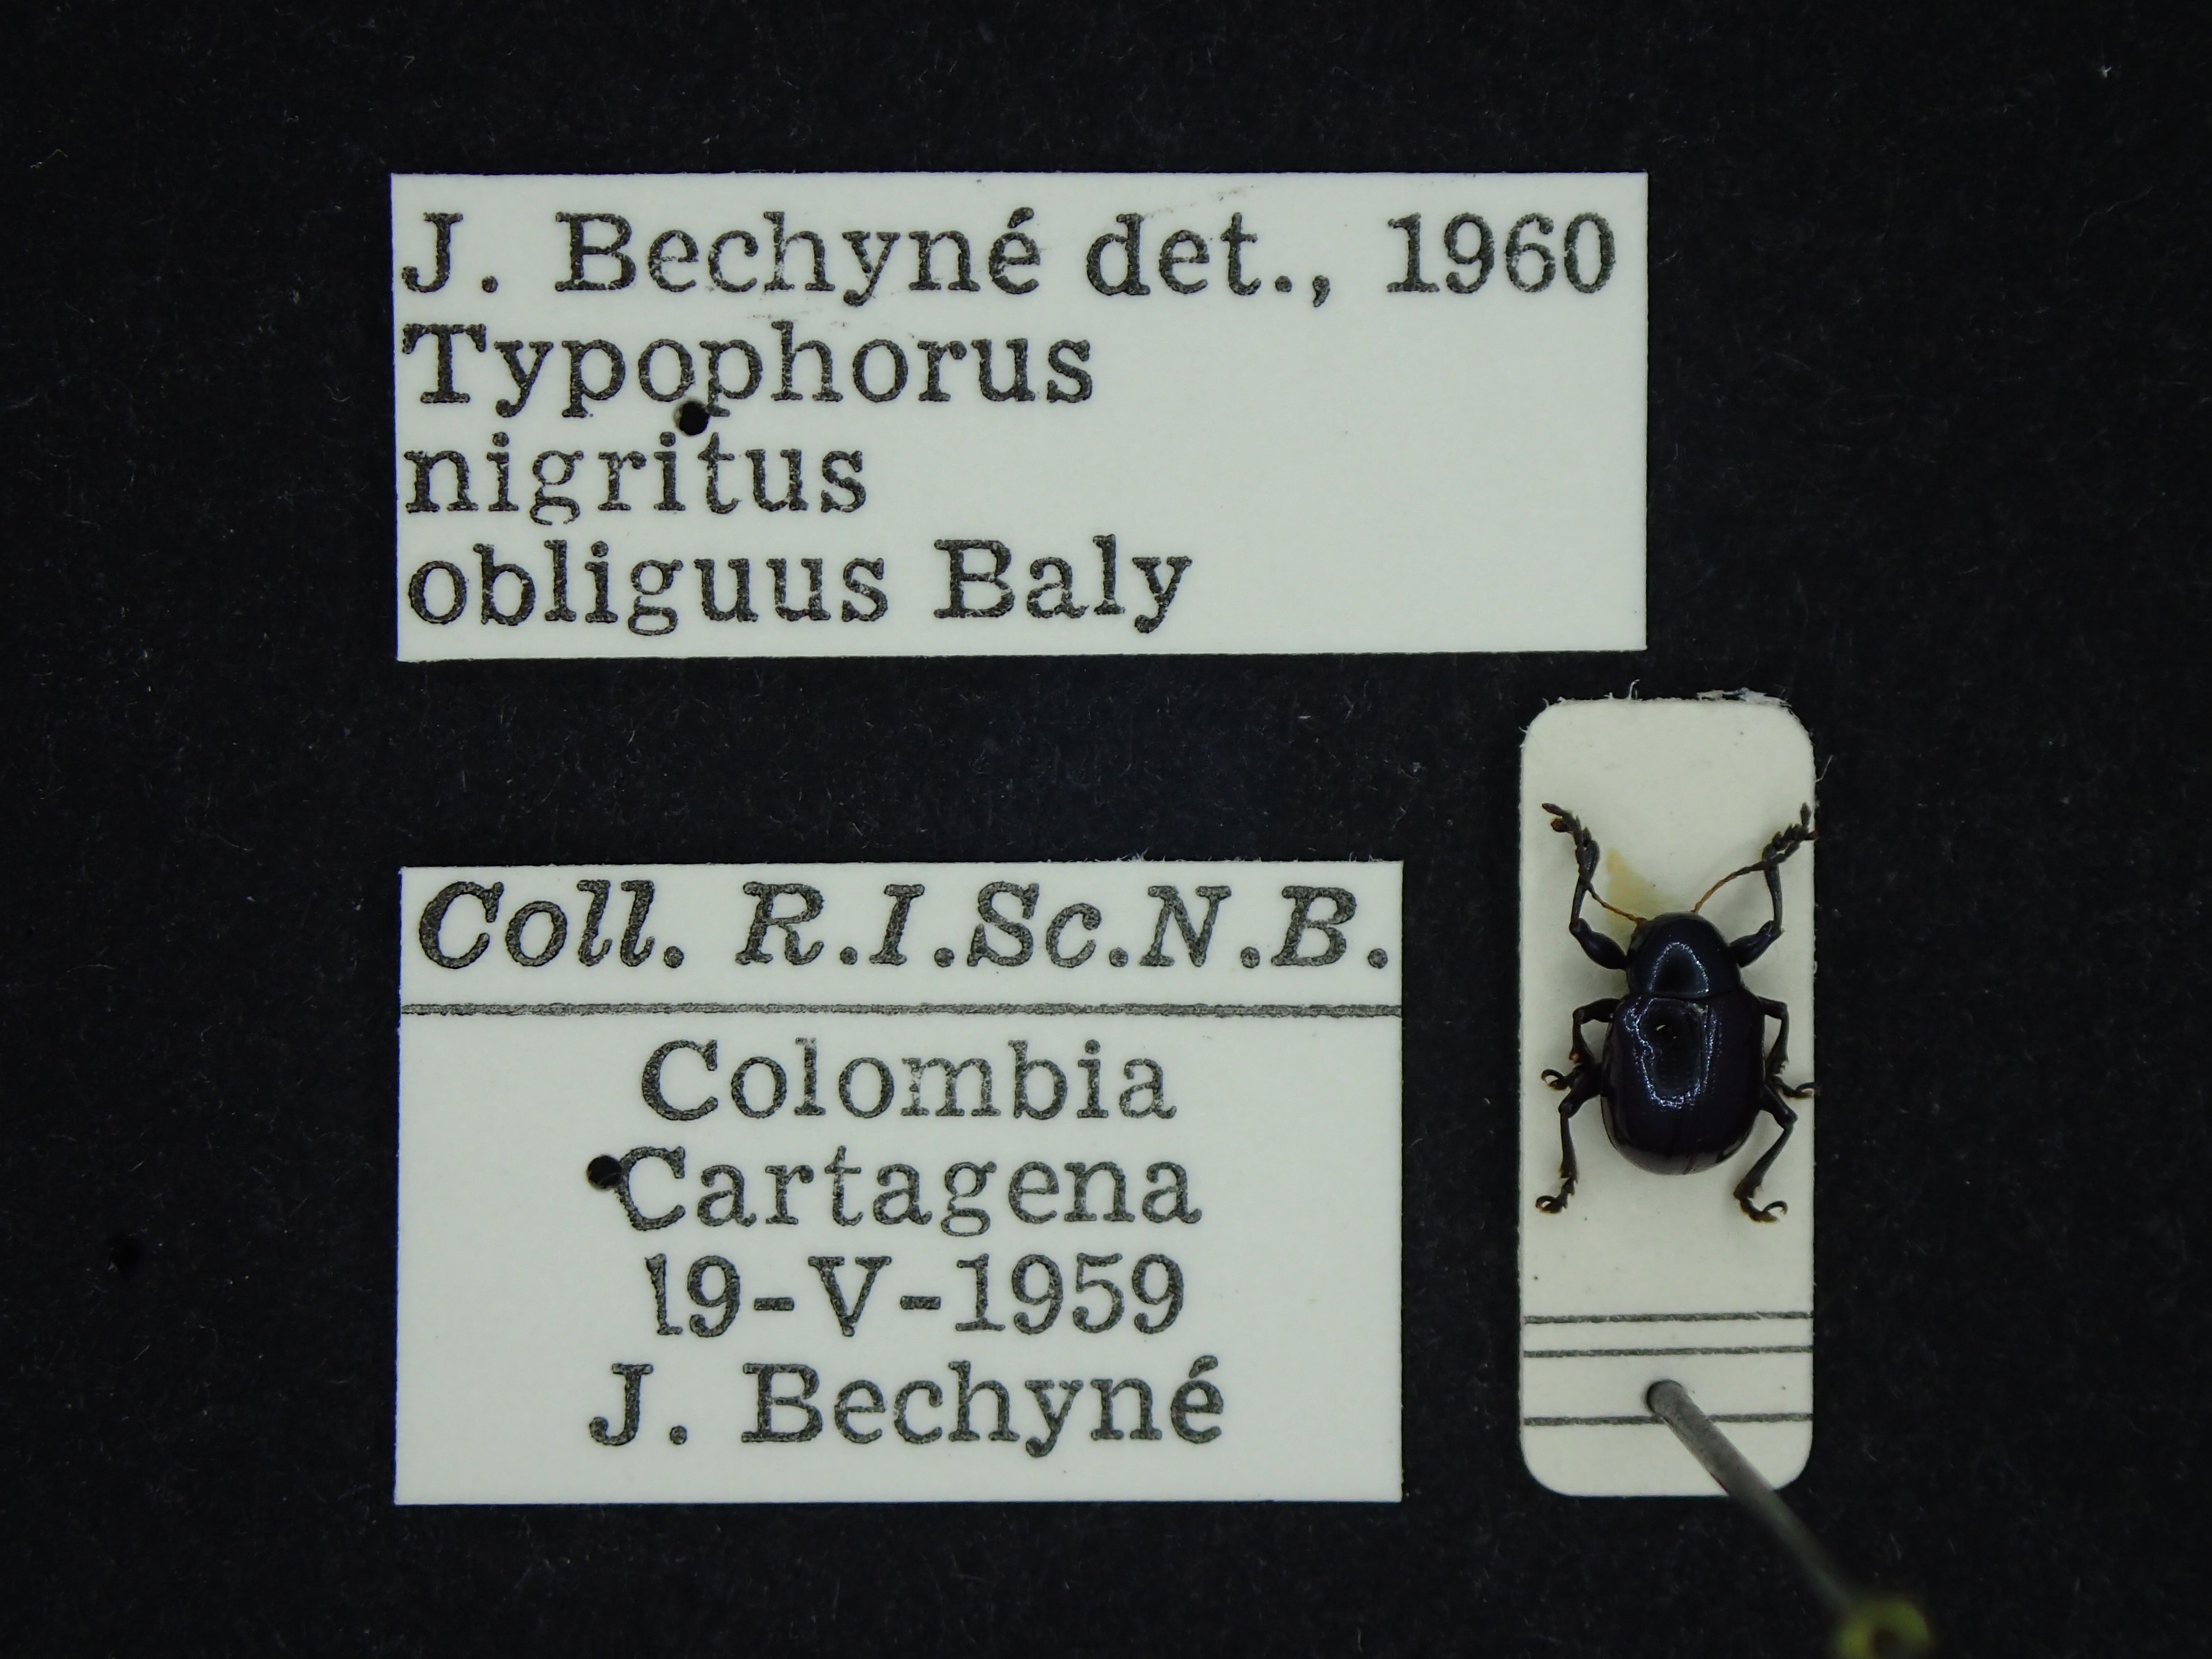 J. Bechyné det., 1960
Typophorus
nigritus
obliguus Baly
Coll. R.I.Sc.N.B.
Colombia
Cartagena
19-V-1959
J. Bechyné